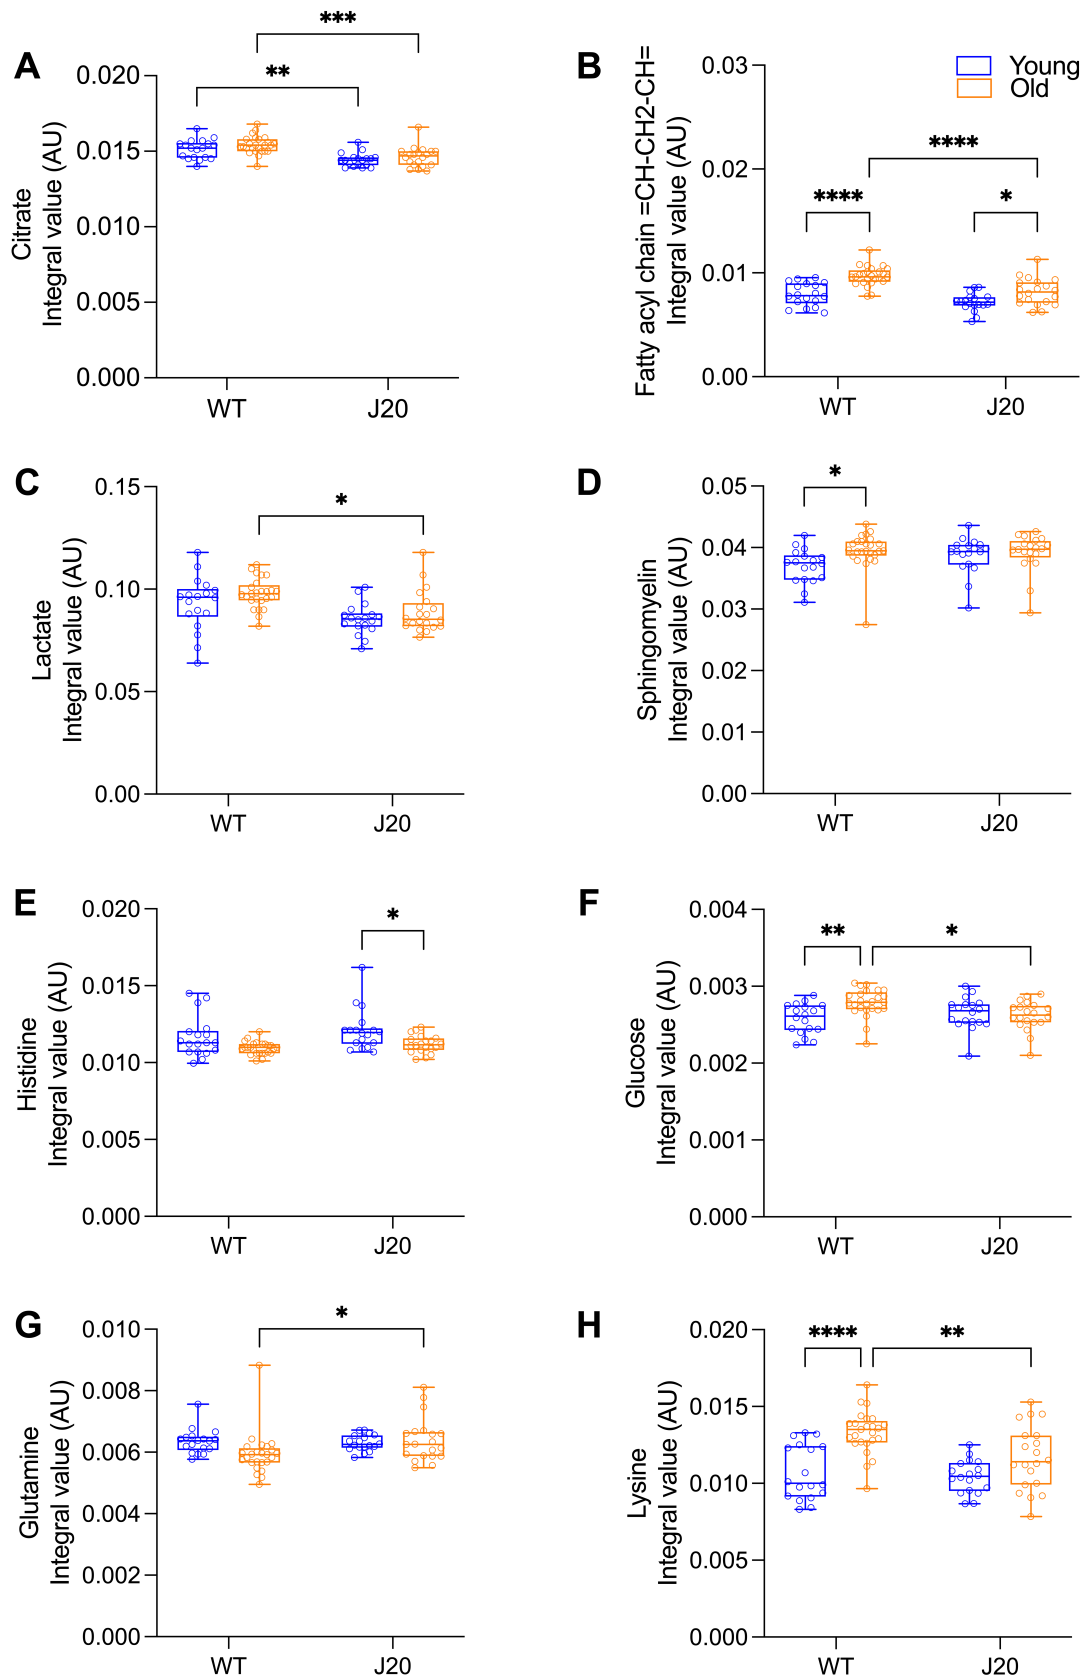 A
Citrate
Integral value (AU)
0.020
0.015
0.010
0.005
0.000
***
**
WT
J20
B
Fatty acyl chain =CH-CH2-CH=
Integral value (AU)
0.03
0.02
0.01
0.00
Young
Old
****
****
*
WT
J20
C
Lactate
Integral value (AU)
0.15
0.10
0.05
0.00
*
WT
J20
D
Sphingomyelin
Integral value (AU)
0.05
0.04
0.03
0.02
0.01
0.00
*
WT
J20
E
Histidine
Integral value (AU)
0.020
0.015
0.010
0.005
0.000
*
WT
J20
F
Glucose
Integral value (AU)
0.004
0.003
0.002
0.001
0.000
**
*
WT
J20
G
Glutamine
Integral value (AU)
0.010
0.008
0.006
0.004
0.002
0.000
*
WT
J20
H
Lysine
Integral value (AU)
0.020
0.015
0.010
0.005
0.000
****
**
WT
J20